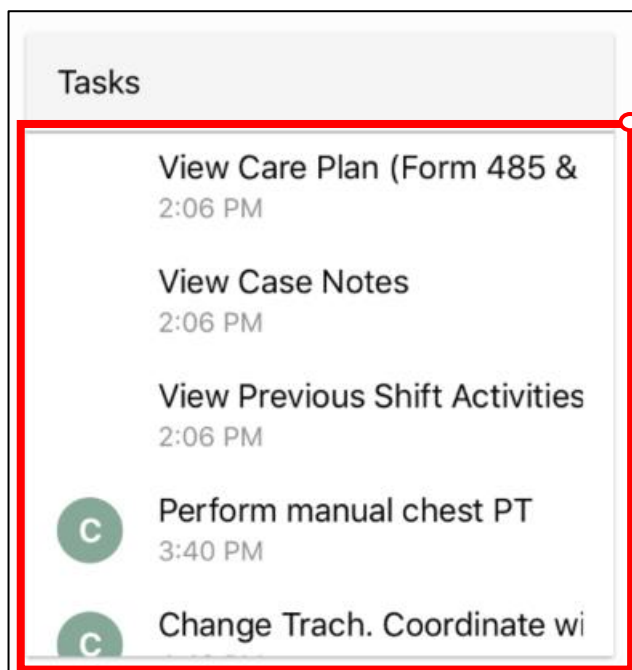 Tasks
View Care Plan (Form 485 &
2:06 PM
View Case Notes
2:06 PM
View Previous Shift Activities
2:06 PM
C
Perform manual chest PT
3:40 PM
C
Change Trach. Coordinate wi